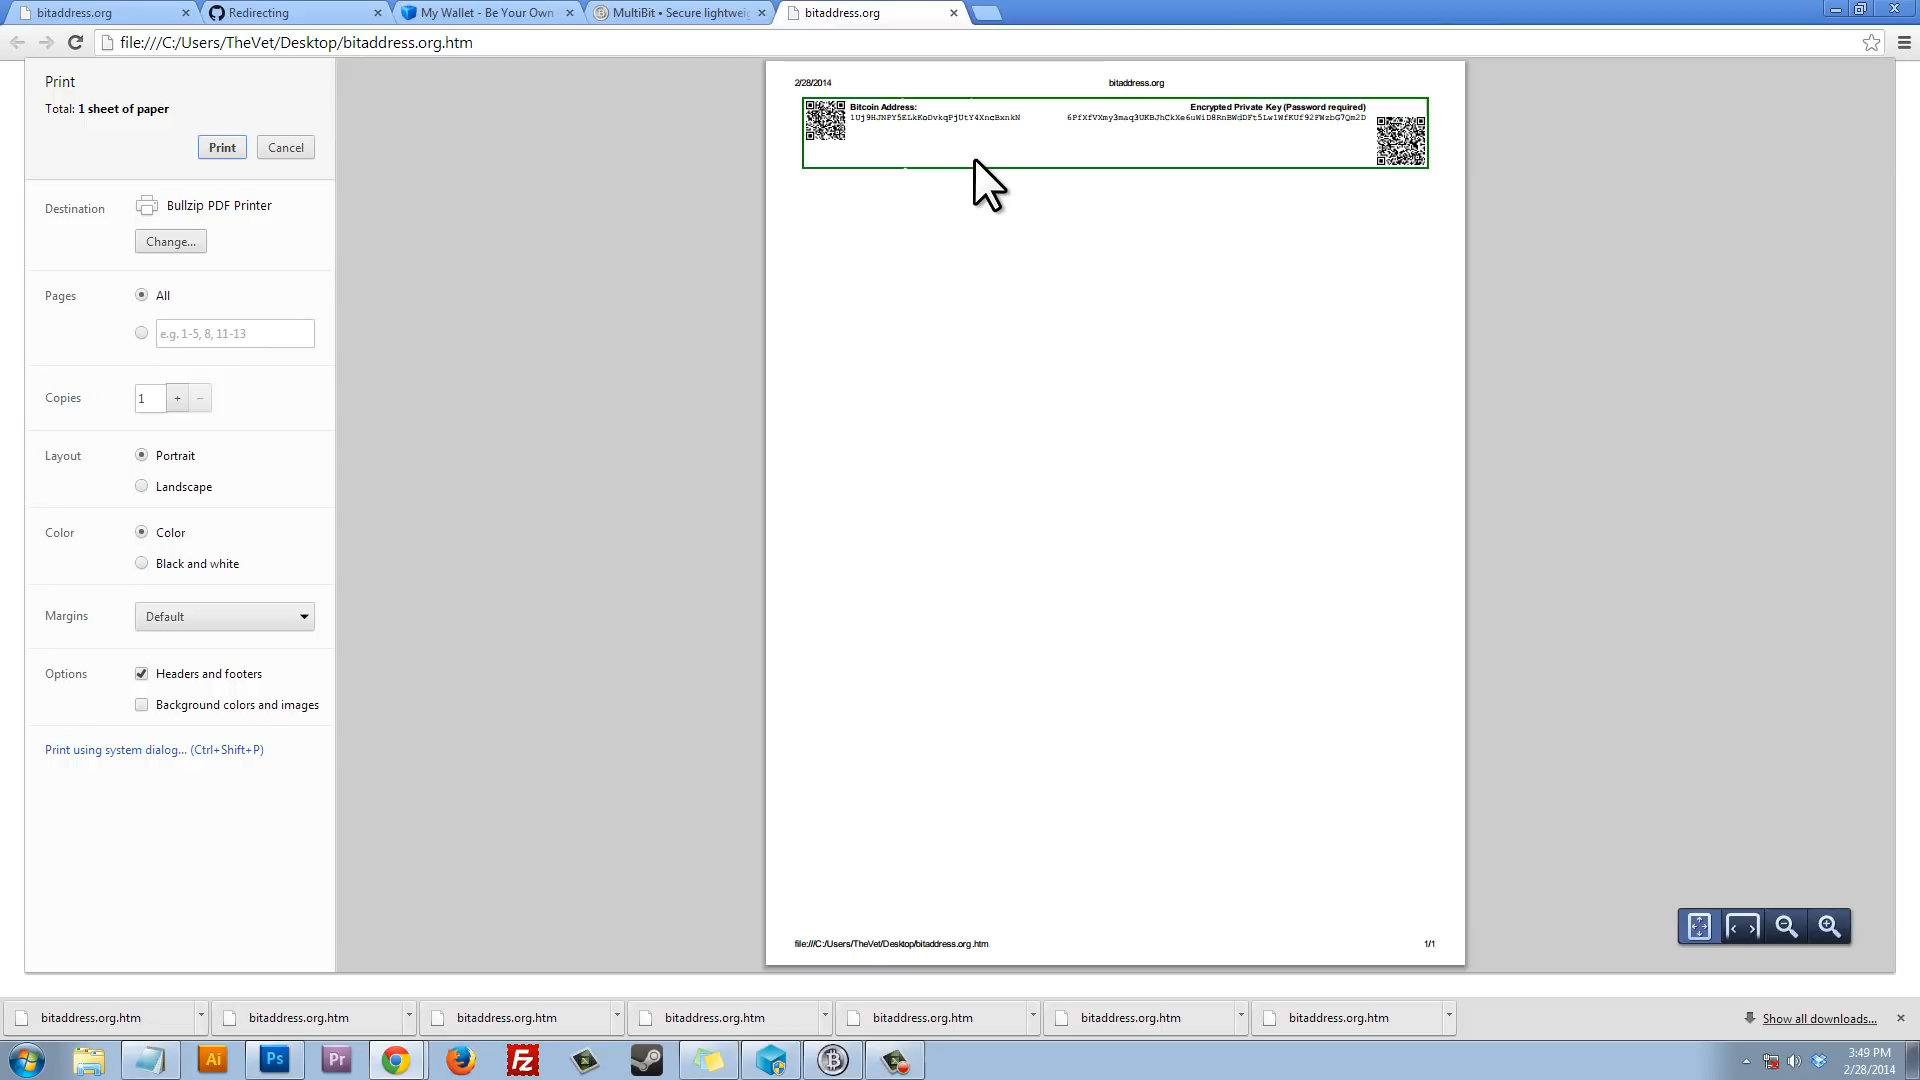 bitaddress.org
Redirecting
My Wallet - Be Your Own
MultiBit • Secure lightwei
bitaddress.org
file:///C:/Users/TheVet/Desktop/bitaddress.org.htm
Print
Total: 1 sheet of paper
Print
Cancel
Destination
Bullzip PDF Printer
Change...
Pages
All
e.g. 1-5, 8, 11-13
Copies
1
+
−
Layout
Portrait
Landscape
Color
Color
Black and white
Margins
Default
Options
Headers and footers
Background colors and images
Print using system dialog... (Ctrl+Shift+P)
2/28/2014
bitaddress.org
Bitcoin Address:
Encrypted Private Key (Password required)
1Uj9HJNPY5ELkKoDvkqPjUtY4XncBxnkN
6PfXfVXmy3maq3UKBJhCkXe6uWiD8RnBWdDFt5Lw1WfKUf92FWzbG7Qm2D
file:///C:/Users/TheVet/Desktop/bitaddress.org.htm
1/1
bitaddress.org.htm
bitaddress.org.htm
bitaddress.org.htm
bitaddress.org.htm
bitaddress.org.htm
bitaddress.org.htm
bitaddress.org.htm
Show all downloads...
Ai
Ps
Pr
Fz
3:49 PM
2/28/2014